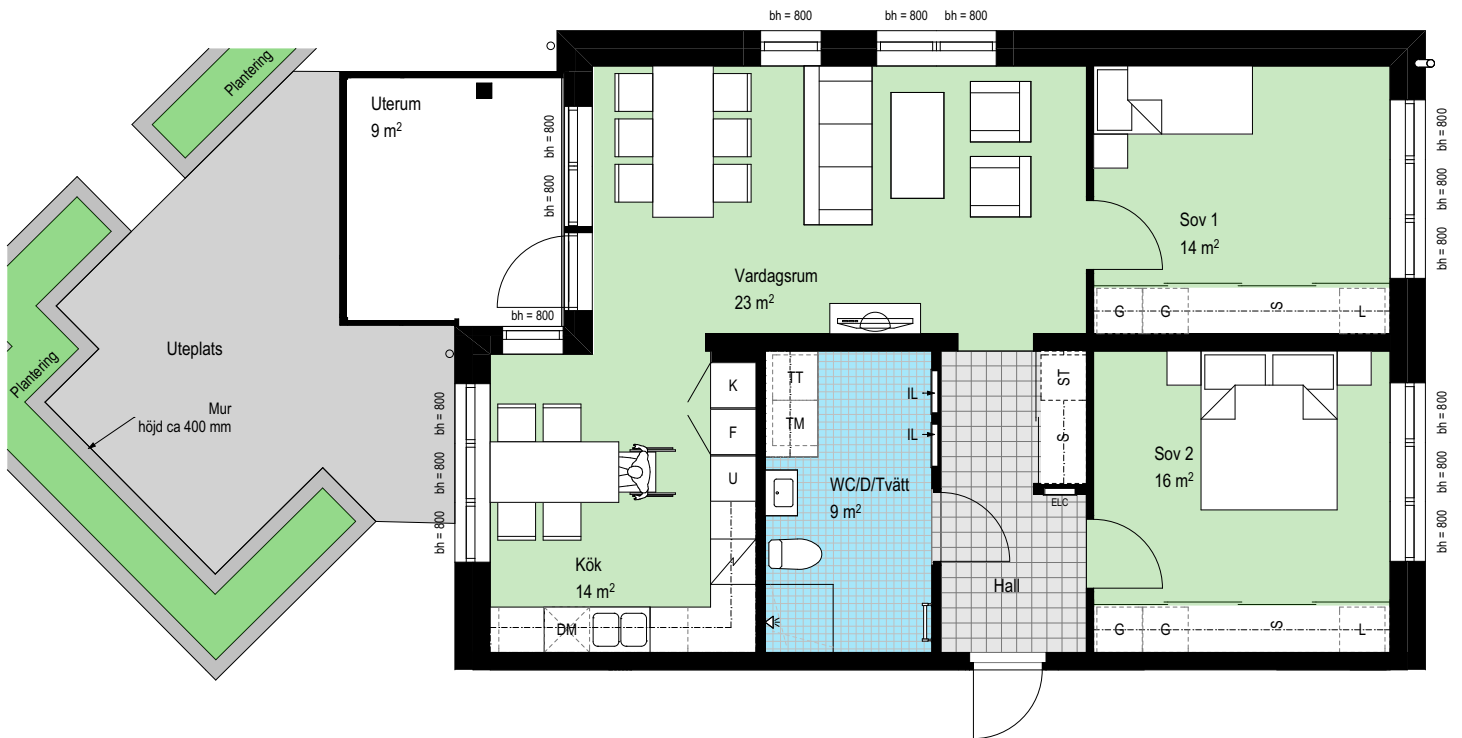 bh = 800
bh = 800
bh = 800
Plantering
Uterum
9 m²
bh = 800
bh = 800
bh = 800
bh = 800
bh = 800
bh = 800
Sov 1
14 m²
Vardagsrum
23 m²
G
G
S
L
Uteplats
Plantering
Mur
höjd ca 400 mm
bh = 800
bh = 800
bh = 800
K
F
U
TT
TM
IL
IL
ST
S
ELC
WC/D/Tvätt
9 m²
Sov 2
16 m²
bh = 800
bh = 800
bh = 800
Kök
14 m²
Hall
DM
G
G
S
L